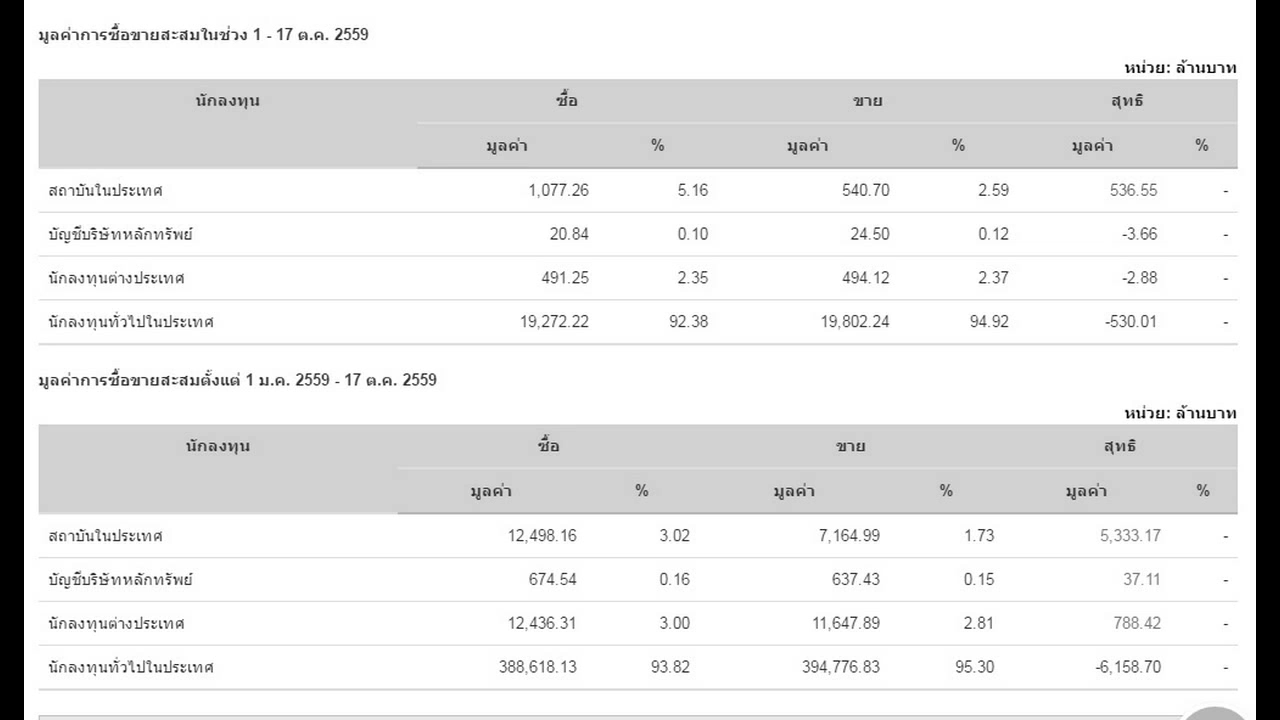 มูลค่าการซื้อขายสะสมในช่วง 1 - 17 ต.ค. 2559
หน่วย: ล้านบาท
นักลงทุน ซื้อ ขาย สุทธิ
มูลค่า % มูลค่า % มูลค่า %
สถาบันในประเทศ 1,077.26 5.16 540.70 2.59 536.55 -
บัญชีบริษัทหลักทรัพย์ 20.84 0.10 24.50 0.12 -3.66 -
นักลงทุนต่างประเทศ 491.25 2.35 494.12 2.37 -2.88 -
นักลงทุนทั่วไปในประเทศ 19,272.22 92.38 19,802.24 94.92 -530.01 -
มูลค่าการซื้อขายสะสมตั้งแต่ 1 ม.ค. 2559 - 17 ต.ค. 2559
หน่วย: ล้านบาท
นักลงทุน ซื้อ ขาย สุทธิ
มูลค่า % มูลค่า % มูลค่า %
สถาบันในประเทศ 12,498.16 3.02 7,164.99 1.73 5,333.17 -
บัญชีบริษัทหลักทรัพย์ 674.54 0.16 637.43 0.15 37.11 -
นักลงทุนต่างประเทศ 12,436.31 3.00 11,647.89 2.81 788.42 -
นักลงทุนทั่วไปในประเทศ 388,618.13 93.82 394,776.83 95.30 -6,158.70 -